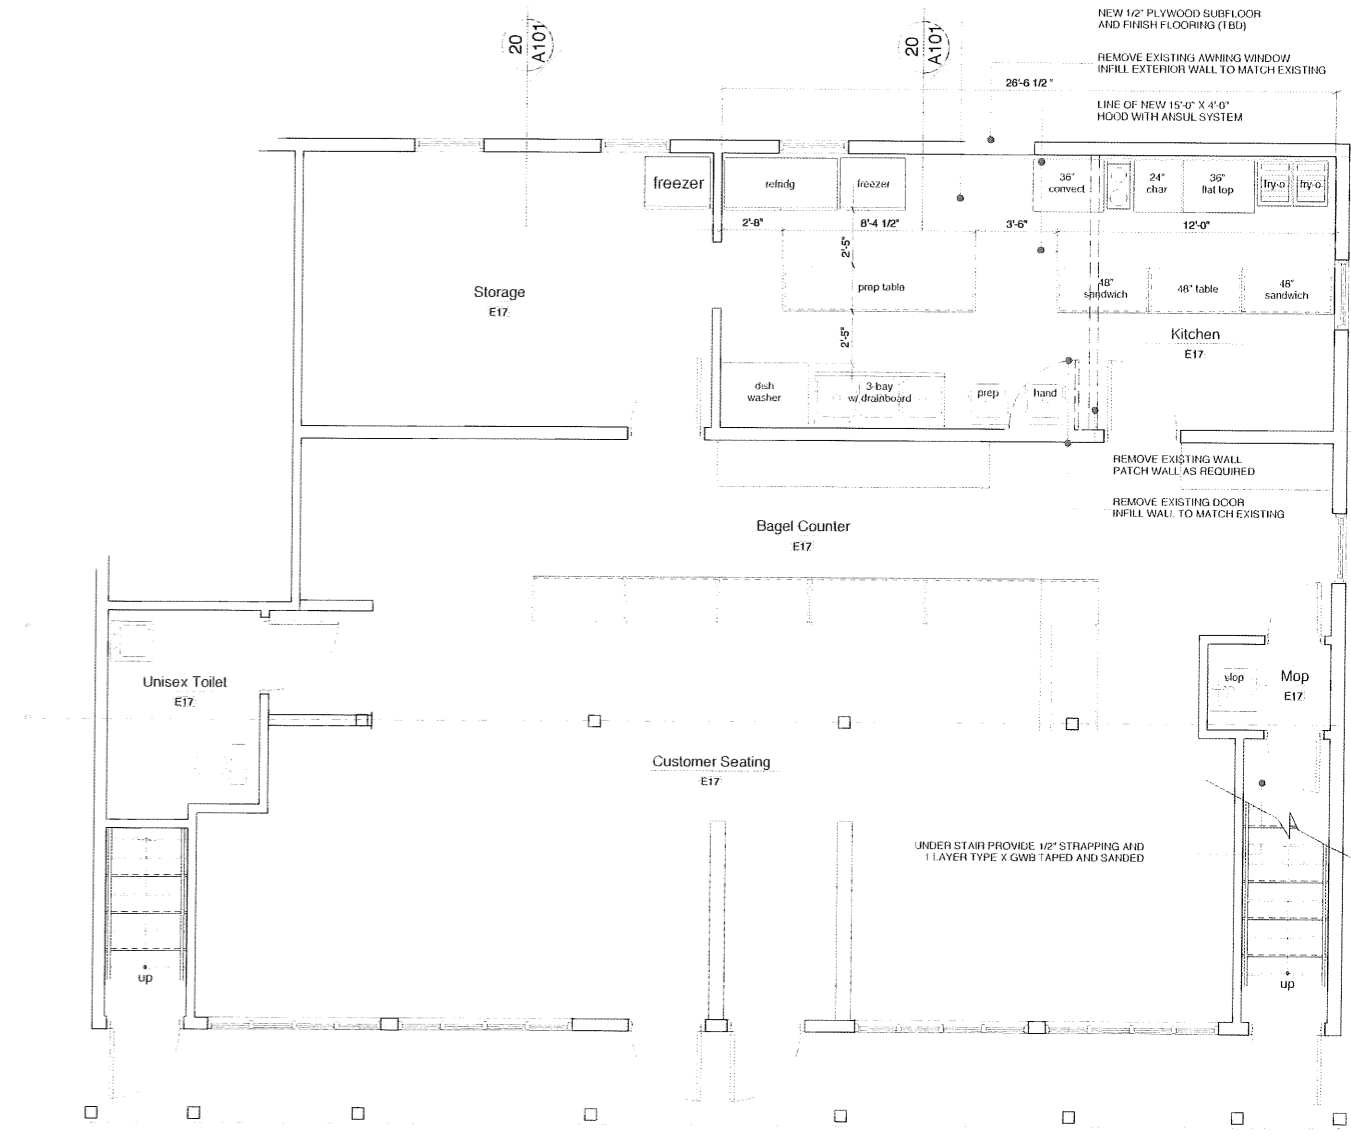 NEW 1/2" PLYWOOD SUBFLOOR
AND FINISH FLOORING (TBD)
20
A101
20
A101
REMOVE EXISTING AWNING WINDOW
INFILL EXTERIOR WALL TO MATCH EXISTING
26'-6 1/2"
LINE OF NEW 15'-0" X 4'-0"
HOOD WITH ANSUL SYSTEM
freezer
refridg
freezer
36"
convect
24"
char
36"
flat top
fry-o
fry-o
2'-8"
8'-4 1/2"
3'-6"
12'-0"
2'-5"
prep table
48"
sandwich
48" table
48"
sandwich
Storage
E17
2'-5"
Kitchen
E17
dish
washer
3-bay
w/ drainboard
prep
hand
REMOVE EXISTING WALL
PATCH WALL AS REQUIRED
REMOVE EXISTING DOOR
INFILL WALL TO MATCH EXISTING
Bagel Counter
E17
Unisex Toilet
E17
slop
Mop
E17
Customer Seating
E17
UNDER STAIR PROVIDE 1/2" STRAPPING AND
1 LAYER TYPE X GWB TAPED AND SANDED
up
up